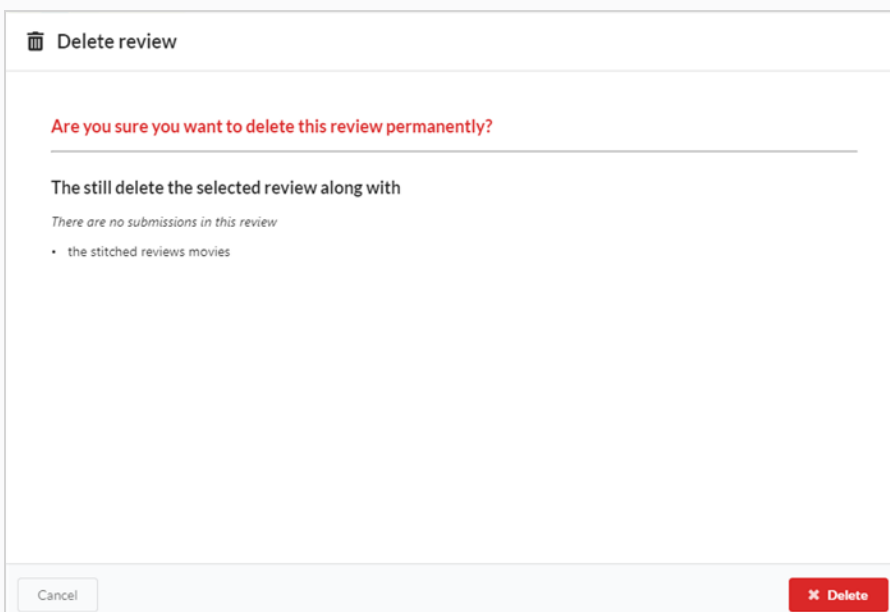 Delete review
Are you sure you want to delete this review permanently?
The still delete the selected review along with
There are no submissions in this review
• the stitched reviews movies
Cancel
✖ Delete